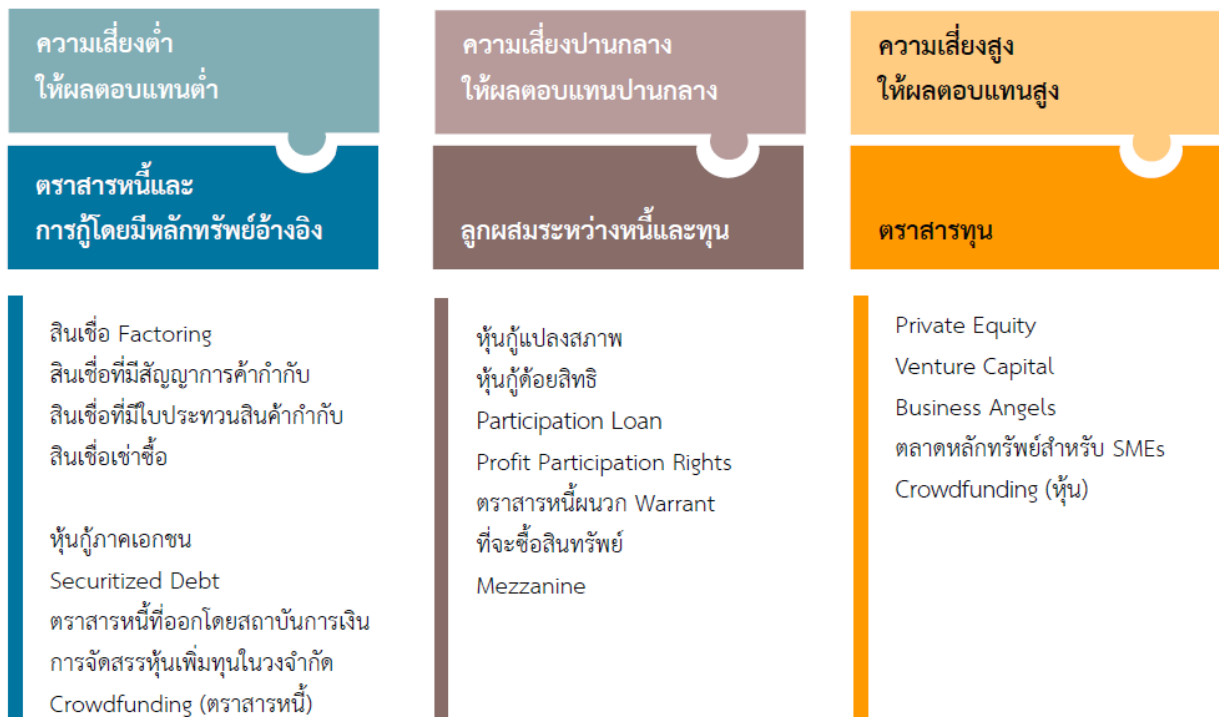 ความเสี่ยงต่ำ
ให้ผลตอบแทนต่ำ
ตราสารหนี้และ
การกู้โดยมีหลักทรัพย์อ้างอิง
สินเชื่อ Factoring
สินเชื่อที่มีสัญญาการค้ากำกับ
สินเชื่อที่มีใบประทวนสินค้ากำกับ
สินเชื่อเช่าซื้อ
หุ้นกู้ภาคเอกชน
Securitized Debt
ตราสารหนี้ที่ออกโดยสถาบันการเงิน
การจัดสรรหุ้นเพิ่มทุนในวงจำกัด
Crowdfunding (ตราสารหนี้)
ความเสี่ยงปานกลาง
ให้ผลตอบแทนปานกลาง
ลูกผสมระหว่างหนี้และทุน
หุ้นกู้แปลงสภาพ
หุ้นกู้ด้อยสิทธิ
Participation Loan
Profit Participation Rights
ตราสารหนี้ผนวก Warrant
ที่จะซื้อสินทรัพย์
Mezzanine
ความเสี่ยงสูง
ให้ผลตอบแทนสูง
ตราสารทุน
Private Equity
Venture Capital
Business Angels
ตลาดหลักทรัพย์สำหรับ SMEs
Crowdfunding (หุ้น)